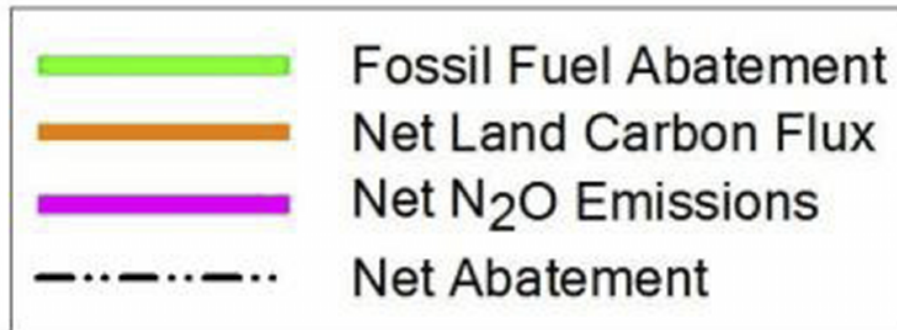 Fossil Fuel Abatement
Net Land Carbon Flux
Net N₂O Emissions
Net Abatement